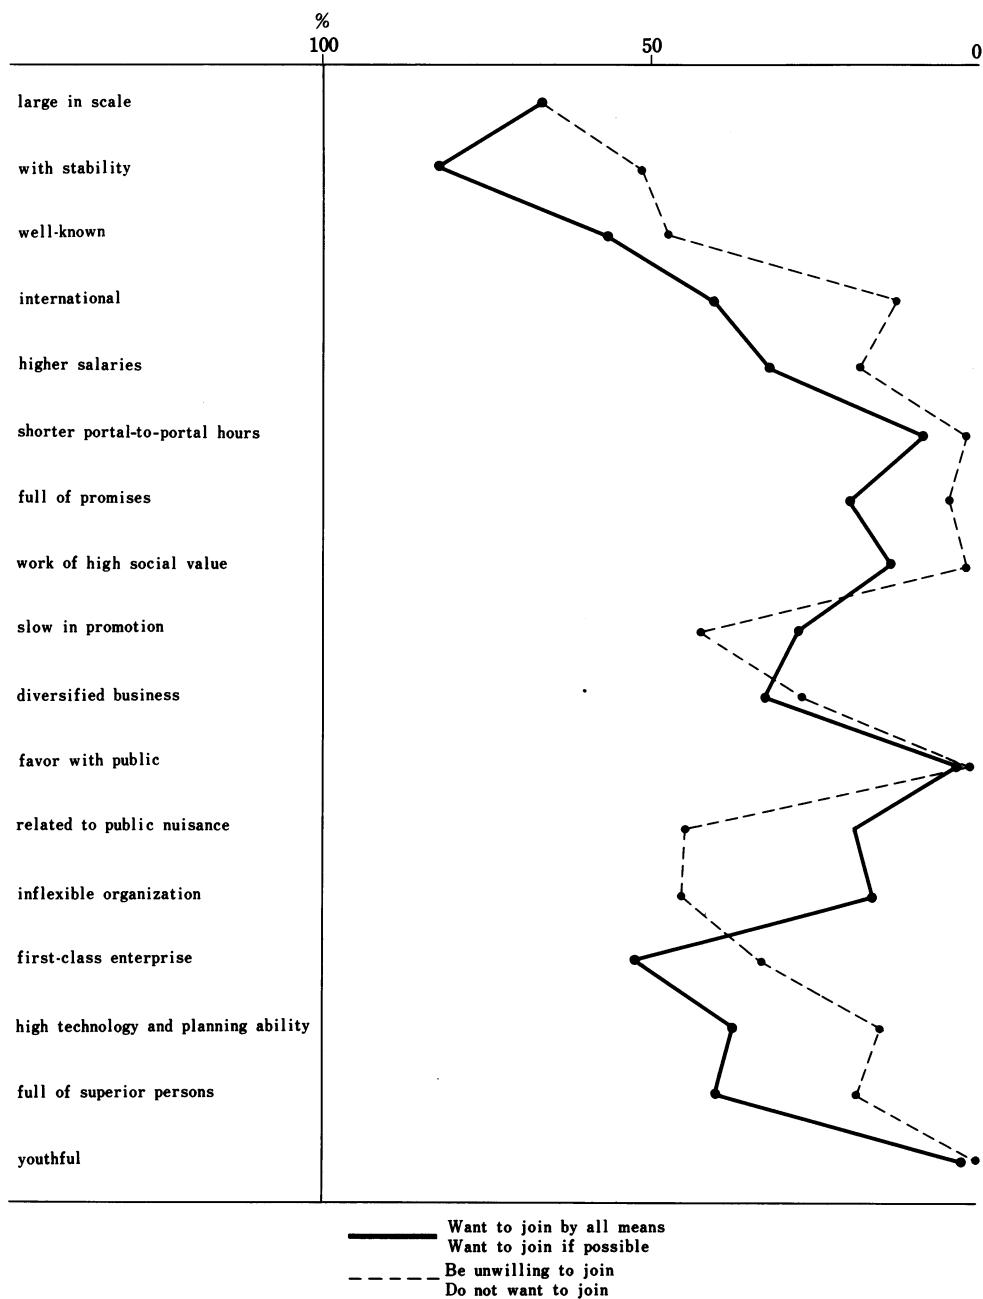 %
100 50 0
large in scale
with stability
well-known
international
higher salaries
shorter portal-to-portal hours
full of promises
work of high social value
slow in promotion
diversified business
favor with public
related to public nuisance
inflexible organization
first-class enterprise
high technology and planning ability
full of superior persons
youthful
Want to join by all means
Want to join if possible
Be unwilling to join
Do not want to join